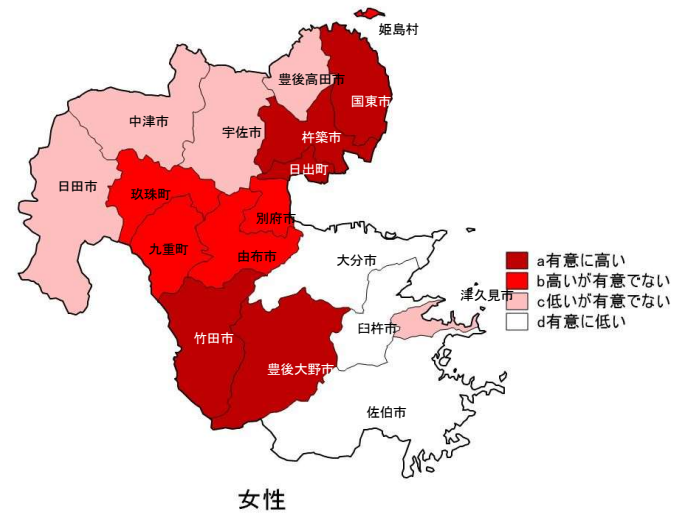 姫島村
豊後高田市
国東市
中津市
宇佐市
杵築市
日出町
日田市
玖珠町
別府市
九重町
由布市
大分市
a有意に高い
b高いが有意でない
c低いが有意でない
d有意に低い
津久見市
臼杵市
竹田市
豊後大野市
佐伯市
女性